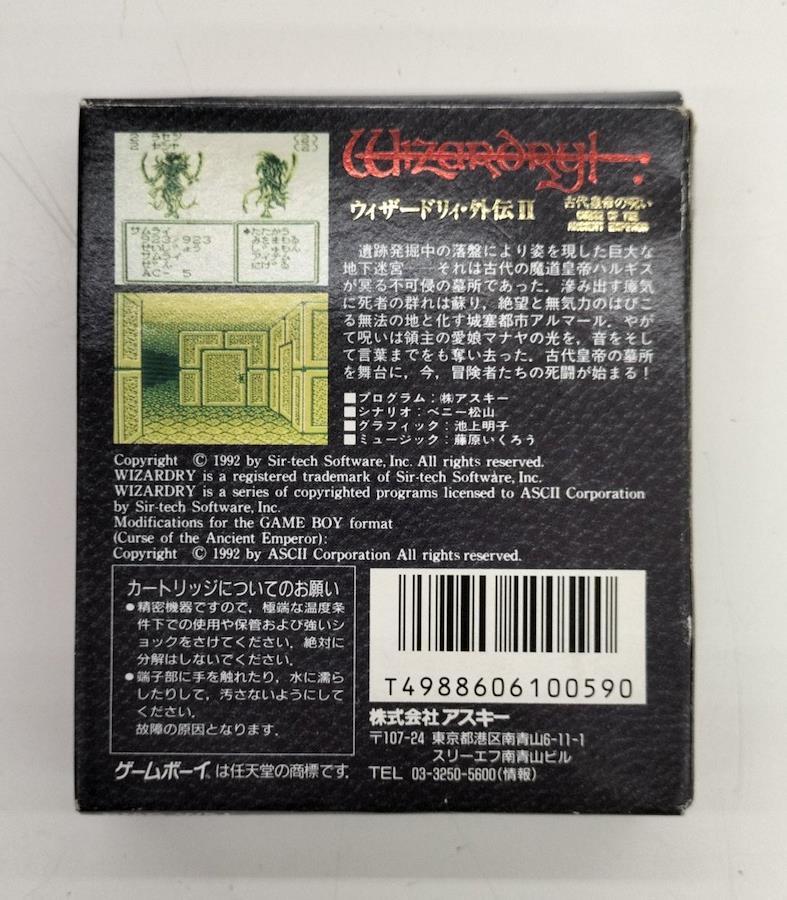 WIZARDRY
ウィザードリィ・外伝 II
古代皇帝の呪い
CURSE OF THE
ANCIENT EMPEROR
遺跡発掘中の落盤により姿を現した巨大な
地下迷宮──それは古代の魔道皇帝ハルギス
が冥る不可侵の墓所であった．滲み出す瘴気
に死者の群れは蘇り，絶望と無気力のはびこ
る無法の地と化す城塞都市アルマール．やが
て呪いは領主の愛娘マナヤの光を，音をそし
て言葉までをも奪い去った．古代皇帝の墓所
を舞台に，今，冒険者たちの死闘が始まる！
■プログラム：㈱アスキー
■シナリオ：ベニー松山
■グラフィック：池上明子
■ミュージック：藤原いくろう
サムライ
AC 5
たたかう
Copyright © 1992 by Sir-tech Software, Inc. All rights reserved.
WIZARDRY is a registered trademark of Sir-tech Software, Inc.
WIZARDRY is a series of copyrighted programs licensed to ASCII Corporation
by Sir-tech Software, Inc.
Modifications for the GAME BOY format
(Curse of the Ancient Emperor):
Copyright © 1992 by ASCII Corporation All rights reserved.
カートリッジについてのお願い
●精密機器ですので，極端な温度条
件下での使用や保管および強いシ
ョックをさけてください．絶対に
分解はしないでください．
●端子部に手を触れたり，水に濡ら
したりして，汚さないようにして
ください．
故障の原因となります．
ゲームボーイは任天堂の商標です．
T4988606100590
株式会社アスキー
〒107-24 東京都港区南青山6-11-1
スリーエフ南青山ビル
TEL 03-3250-5600(情報)